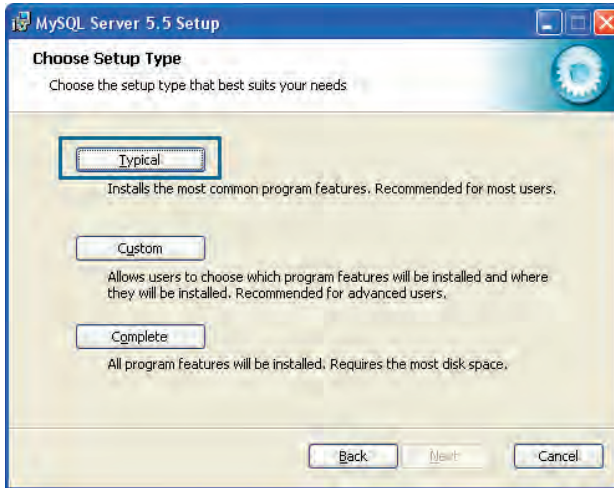 MySQL Server 5.5 Setup
Choose Setup Type
Choose the setup type that best suits your needs
Typical
Installs the most common program features. Recommended for most users.
Custom
Allows users to choose which program features will be installed and where
they will be installed. Recommended for advanced users.
Complete
All program features will be installed. Requires the most disk space.
Back
Next
Cancel